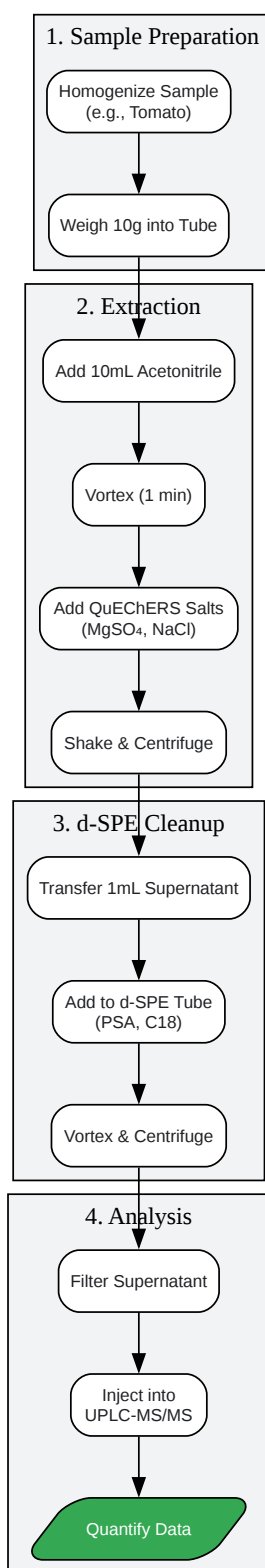 1. Sample Preparation
Homogenize Sample
(e.g., Tomato)
Weigh 10g into Tube
2. Extraction
Add 10mL Acetonitrile
Vortex (1 min)
Add QuEChERS Salts
(MgSO₄, NaCl)
Shake & Centrifuge
3. d-SPE Cleanup
Transfer 1mL Supernatant
Add to d-SPE Tube
(PSA, C18)
Vortex & Centrifuge
4. Analysis
Filter Supernatant
Inject into
UPLC-MS/MS
Quantify Data